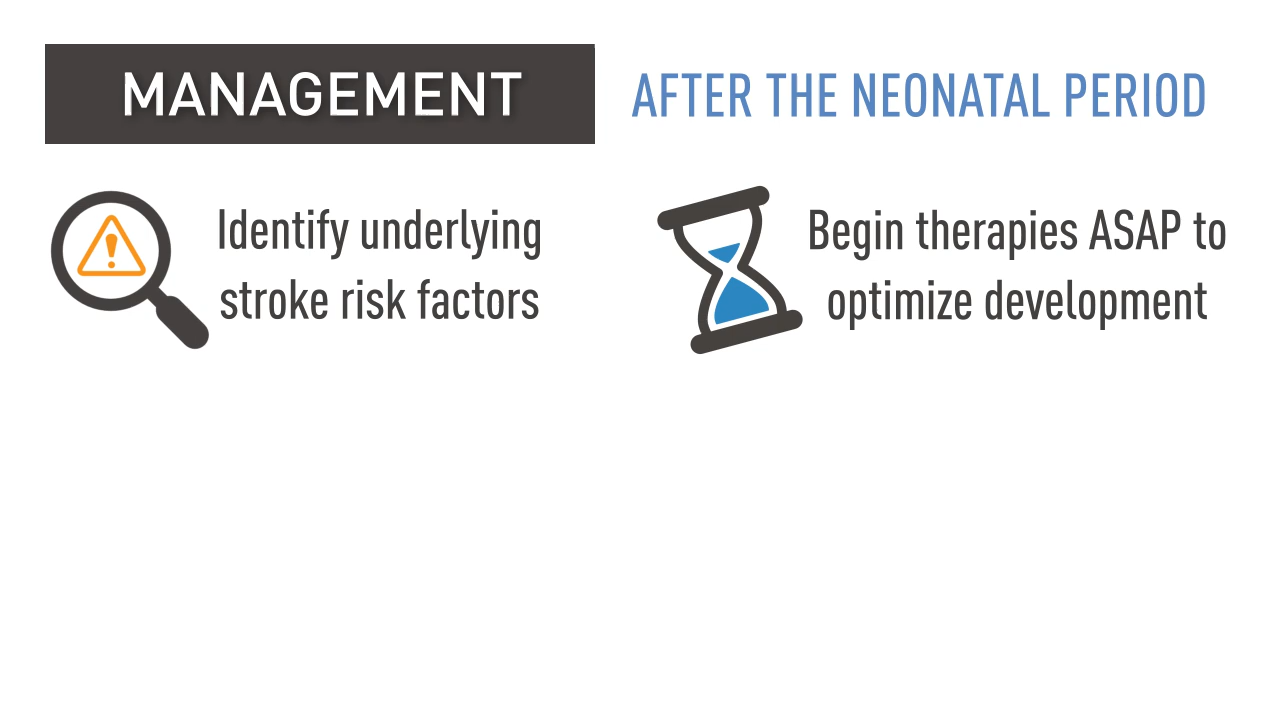 MANAGEMENT
AFTER THE NEONATAL PERIOD
Identify underlying
stroke risk factors
Begin therapies ASAP to
optimize development